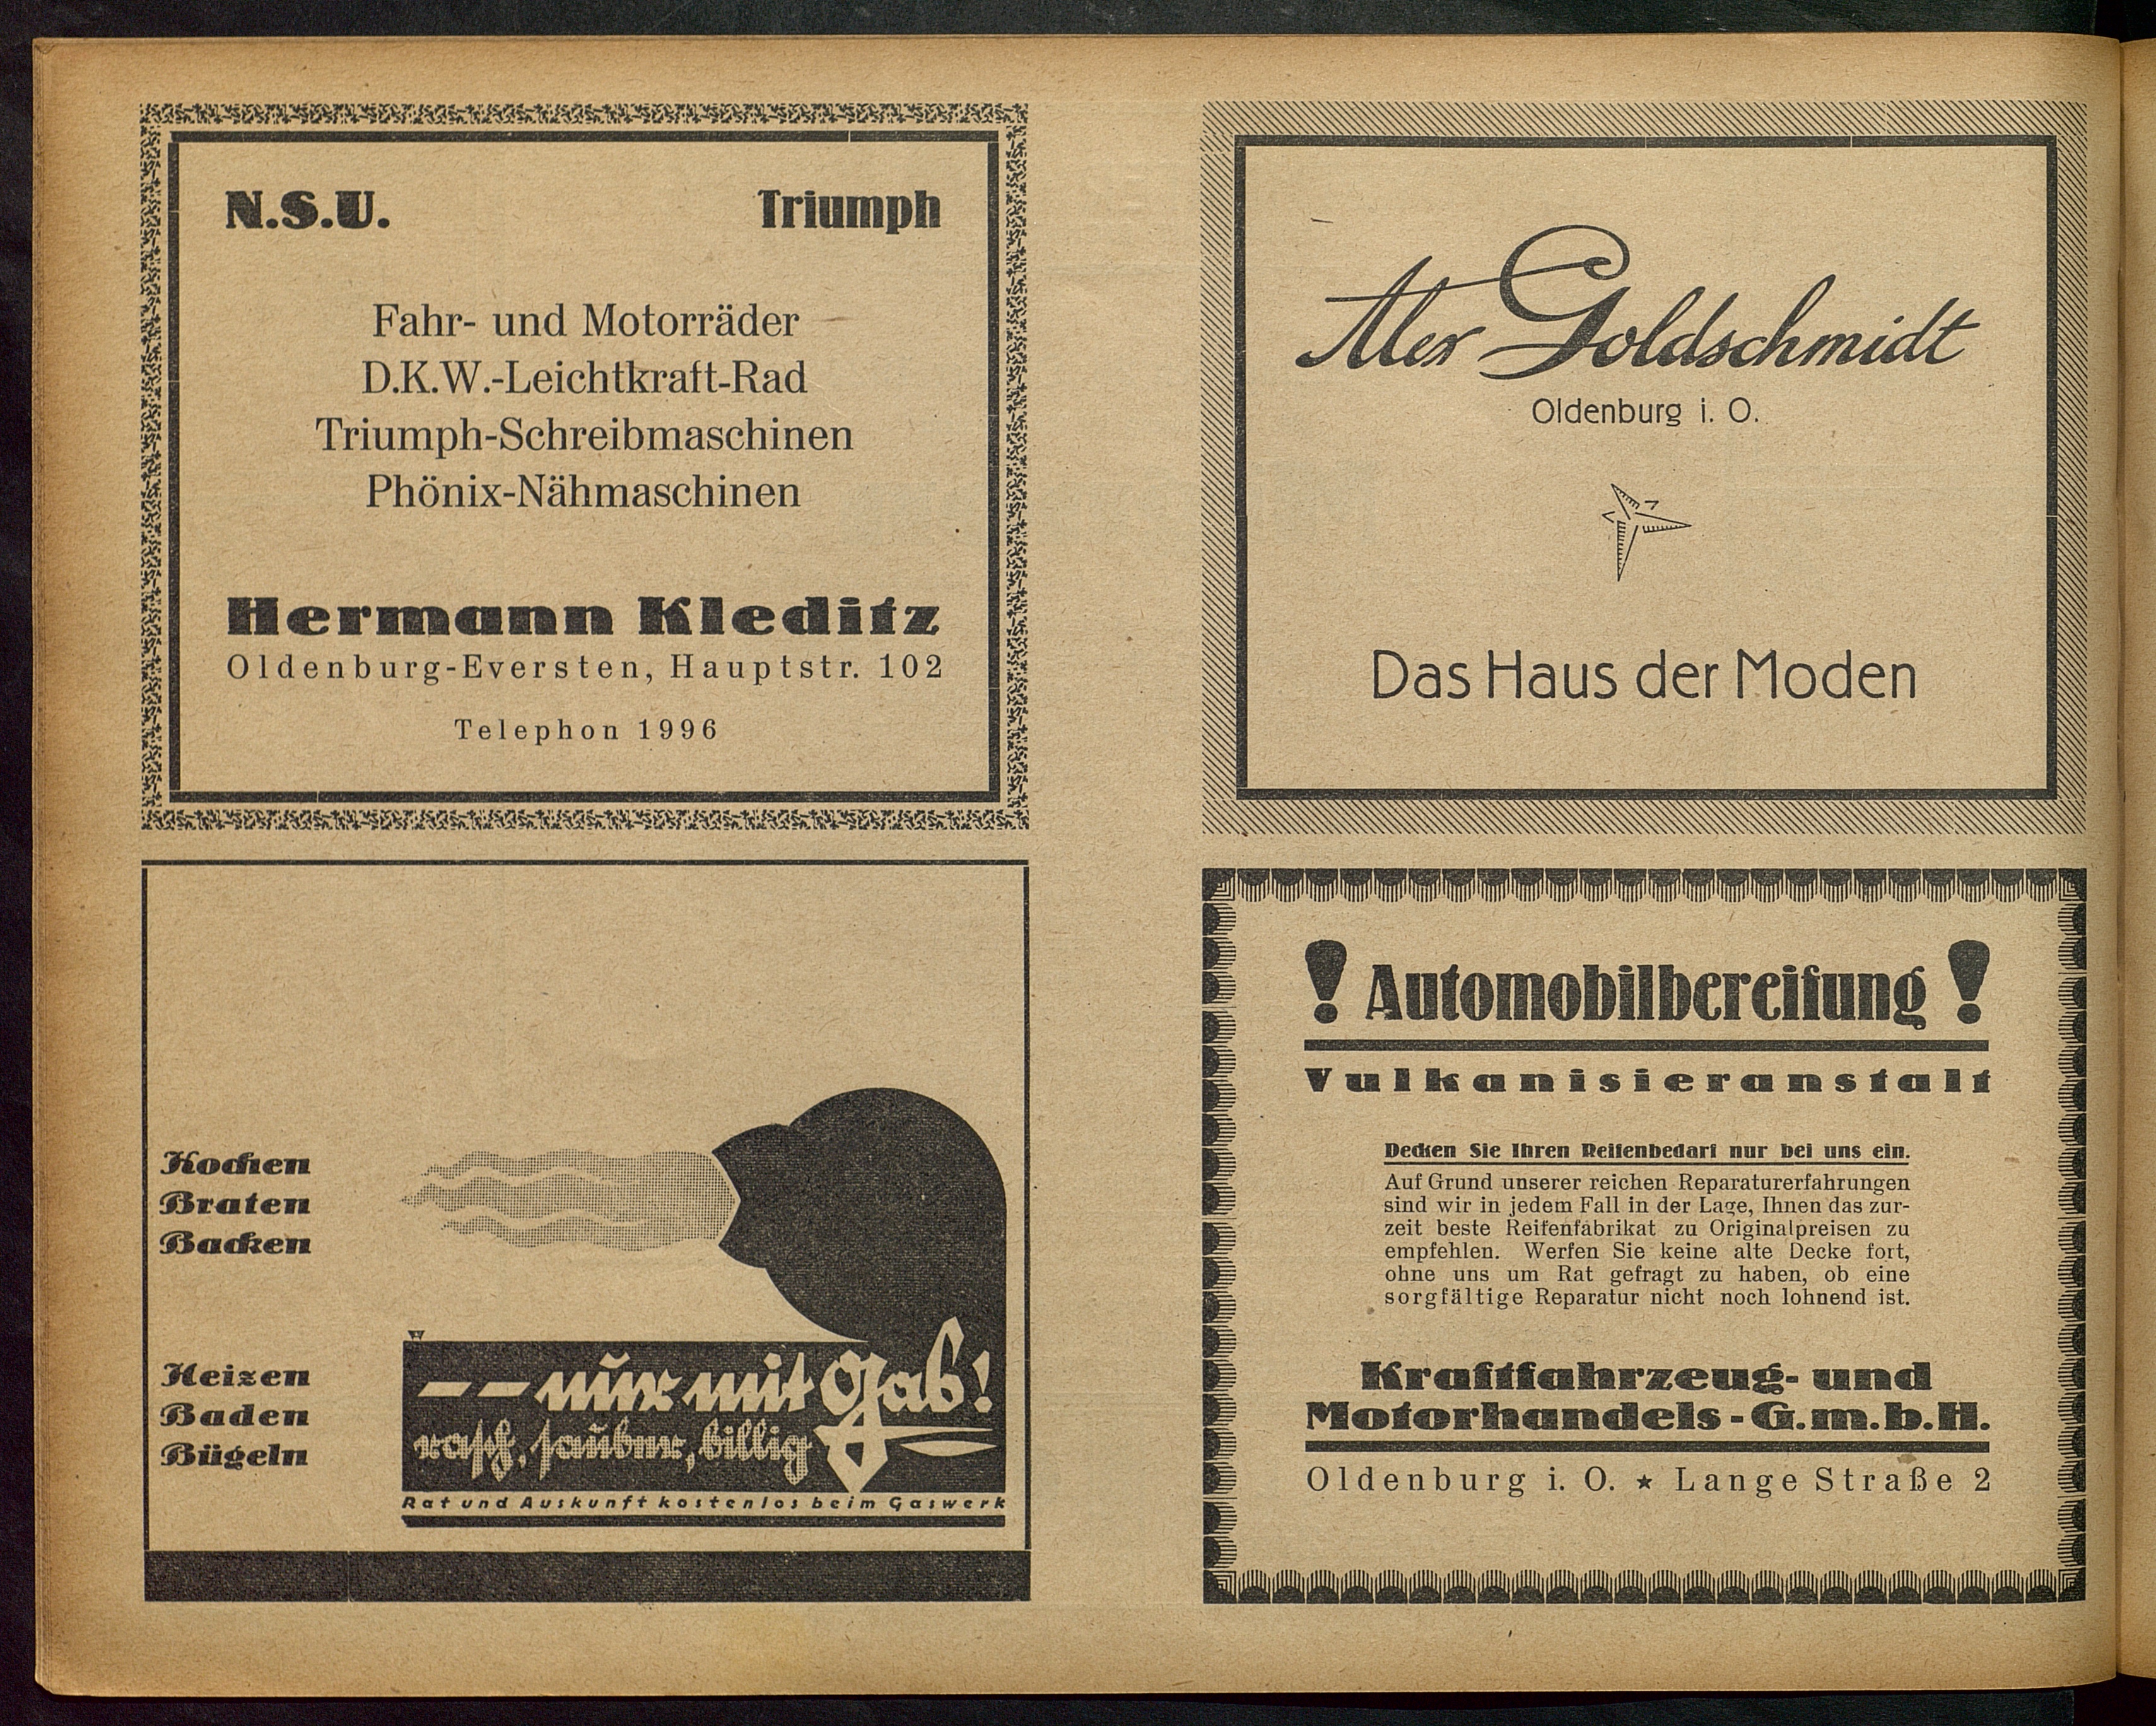 N.S.U. Triumph
Fahr- und Motorräder
D.K.W.-Leichtkraft-Rad
Triumph-Schreibmaschinen
Phönix-Nähmaschinen
Hermann Kleditz
Oldenburg-Eversten, Hauptstr. 102
Telephon 1996
Kochen
Braten
Backen
Heizen
Baden
Bügeln
-- nur mit Gas!
rasch, sauber, billig
Rat und Auskunft kostenlos beim Gaswerk
Alex Goldschmidt
Oldenburg i. O.
Das Haus der Moden
! Automobilbereifung !
Vulkanisieranstalt
Decken Sie Ihren Reifenbedarf nur bei uns ein.
Auf Grund unserer reichen Reparaturerfahrungen
sind wir in jedem Fall in der Lage, Ihnen das zur-
zeit beste Reifenfabrikat zu Originalpreisen zu
empfehlen. Werfen Sie keine alte Decke fort,
ohne uns um Rat gefragt zu haben, ob eine
sorgfältige Reparatur nicht noch lohnend ist.
Kraftfahrzeug- und
Motorhandels-G.m.b.H.
Oldenburg i. O. ★ Lange Straße 2